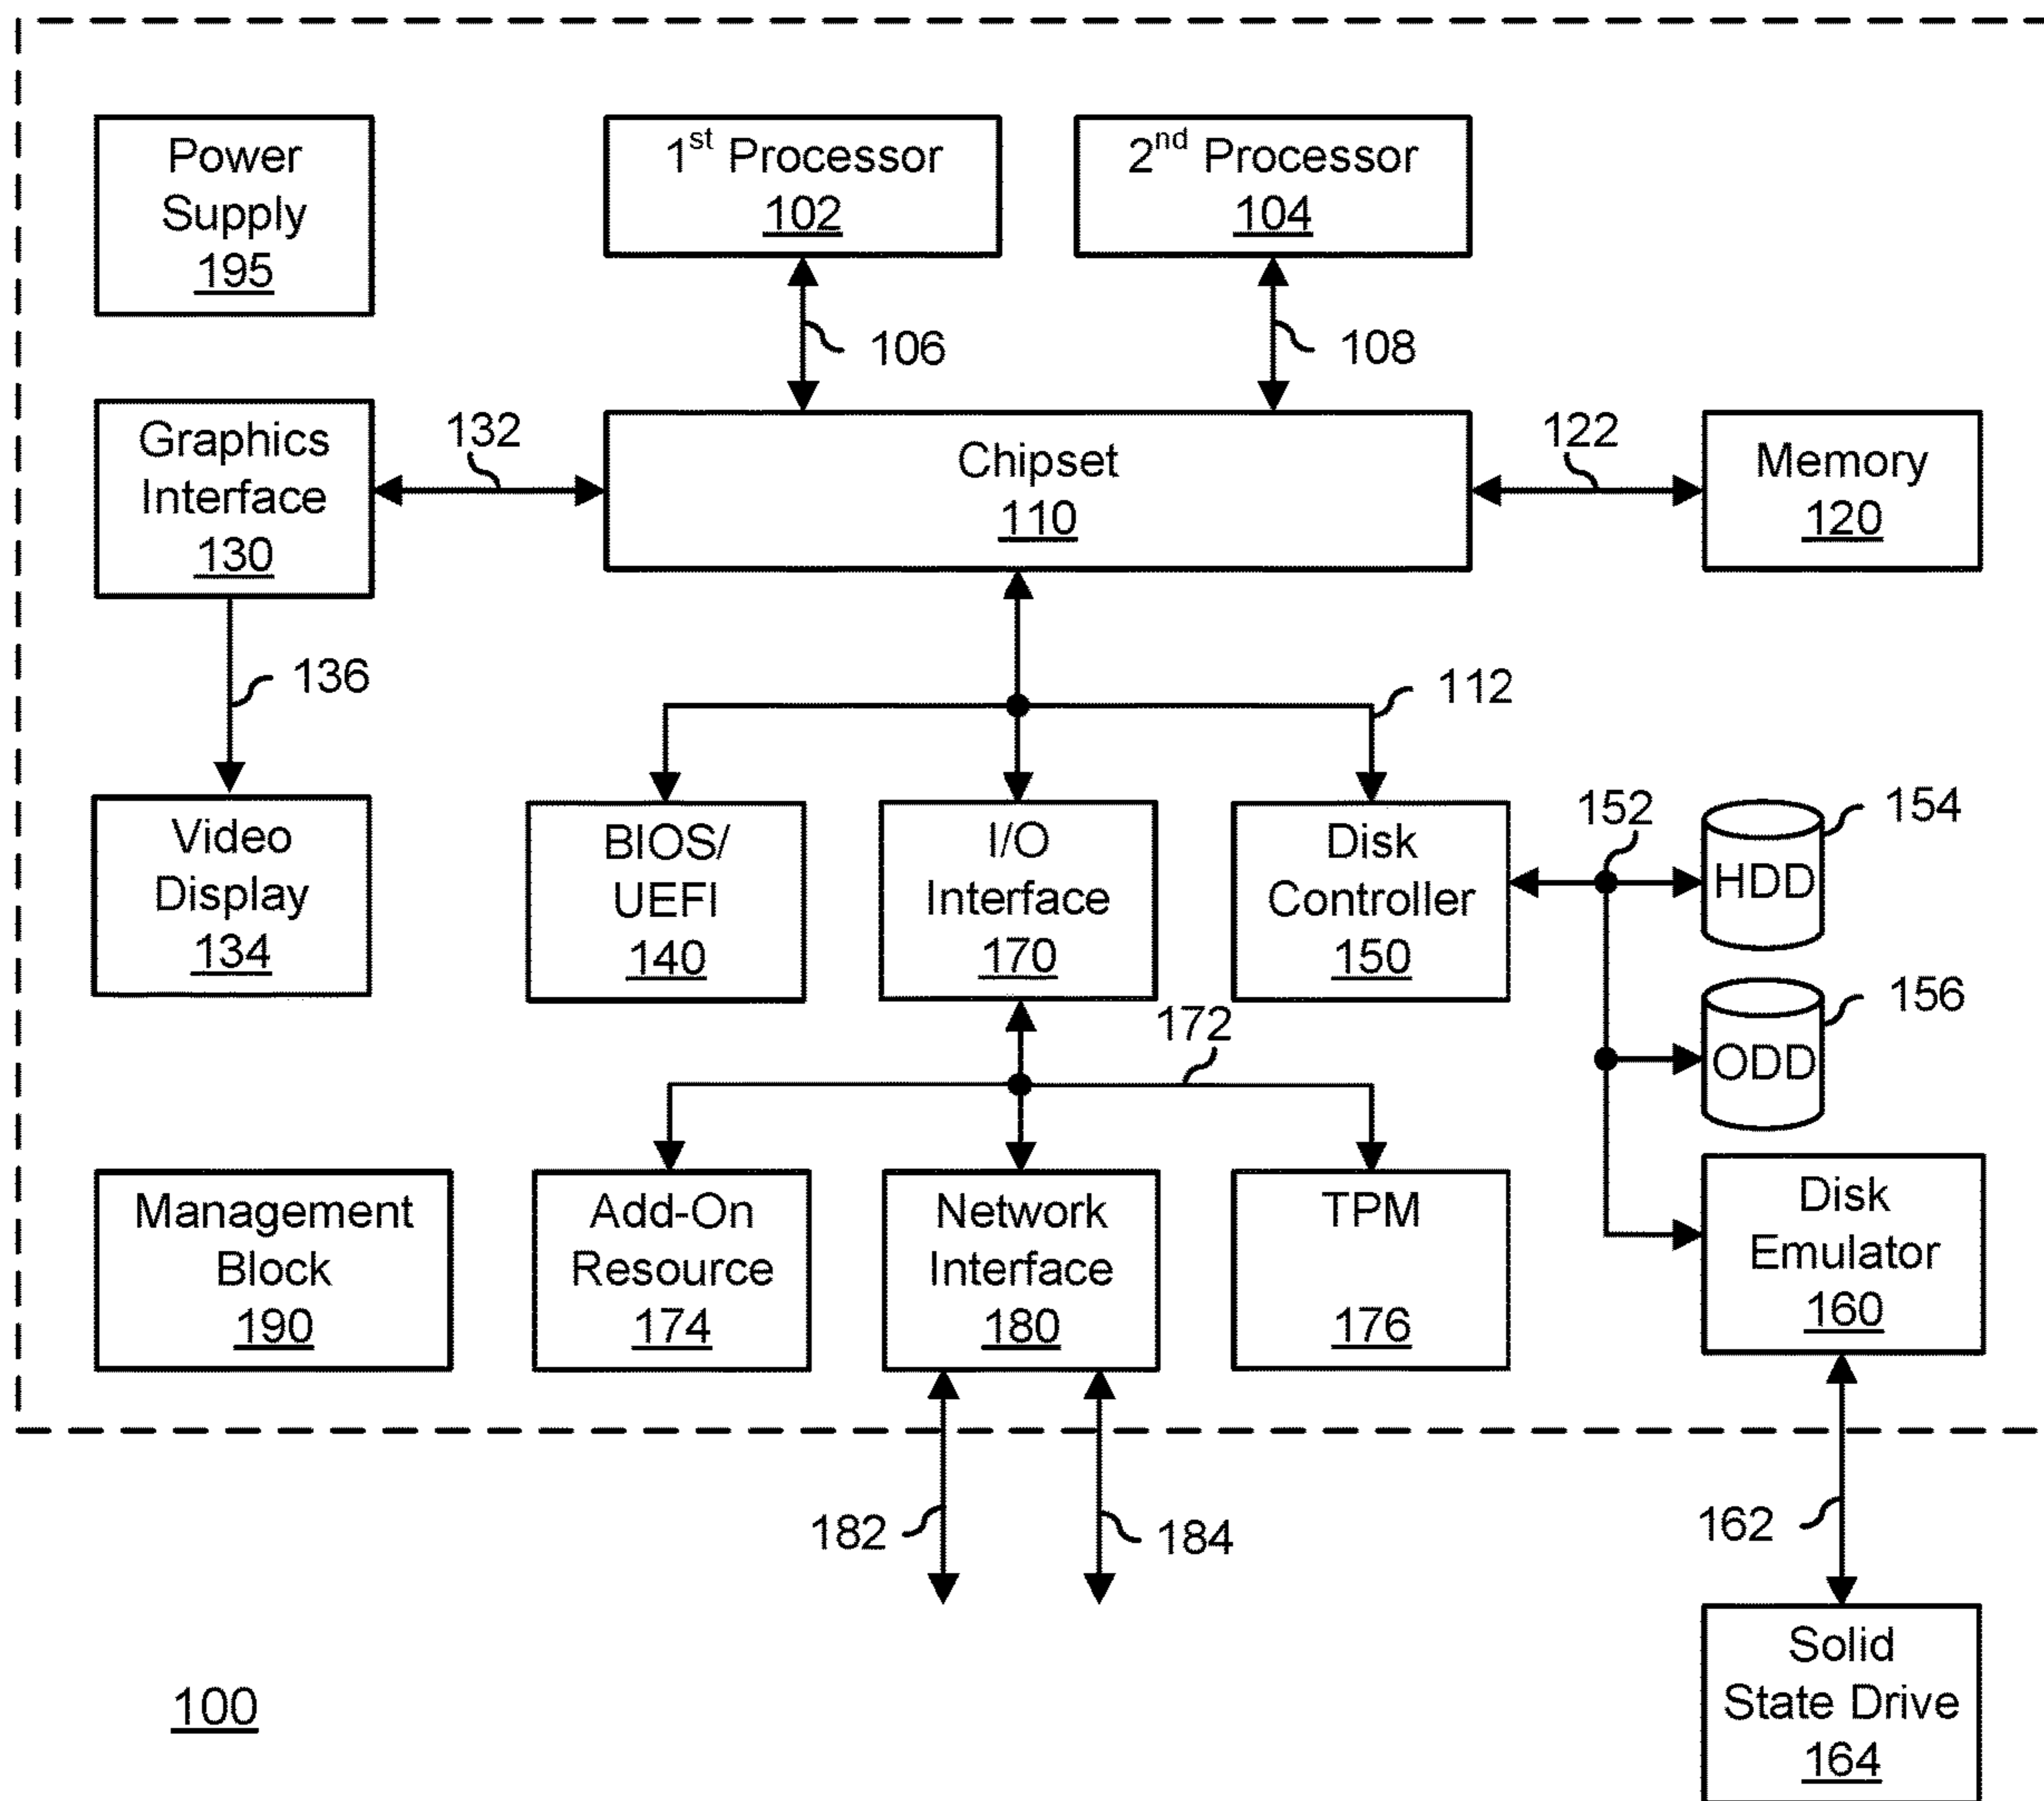 Power
Supply
195
1st Processor
102
2nd Processor
104
106
108
Graphics
Interface
130
132
Chipset
110
122
Memory
120
136
112
Video
Display
134
BIOS/
UEFI
140
I/O
Interface
170
Disk
Controller
150
152
HDD
154
ODD
156
172
Management
Block
190
Add-On
Resource
174
Network
Interface
180
TPM
176
Disk
Emulator
160
182
184
162
Solid
State Drive
164
100